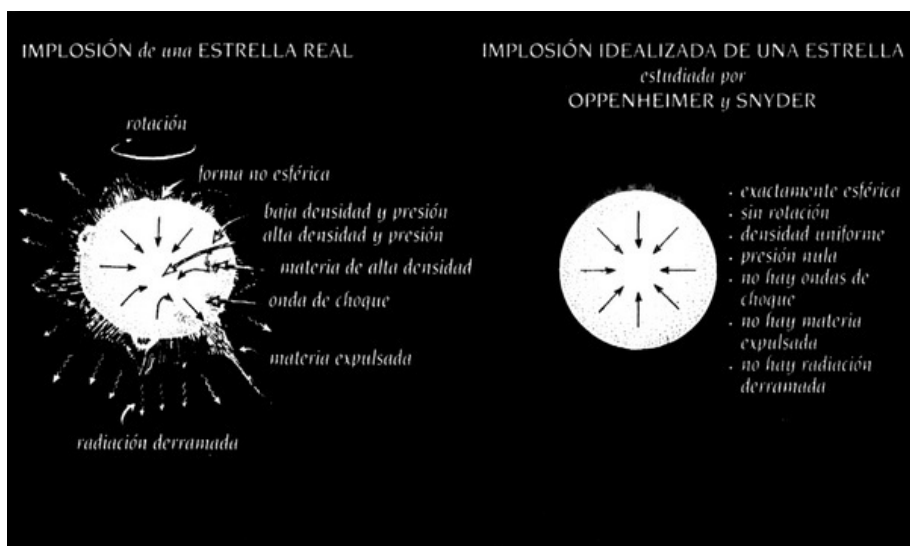 IMPLOSIÓN de una ESTRELLA REAL
rotación
forma no esférica
baja densidad y presión
alta densidad y presión
materia de alta densidad
onda de choque
materia expulsada
radiación derramada
IMPLOSIÓN IDEALIZADA DE UNA ESTRELLA
estudiada por
OPPENHEIMER y SNYDER
· exactamente esférica
· sin rotación
· densidad uniforme
· presión nula
· no hay ondas de
choque
· no hay materia
expulsada
· no hay radiación
derramada